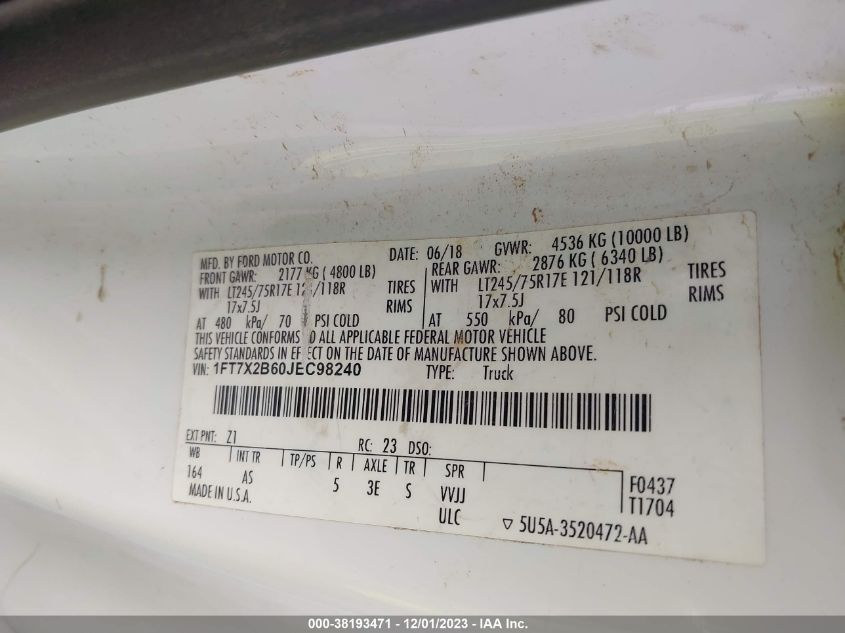 MFD. BY FORD MOTOR CO. DATE: 06/18 GVWR: 4536 KG (10000 LB)
FRONT GAWR: 2177 KG ( 4800 LB) REAR GAWR: 2876 KG ( 6340 LB)
WITH LT245/75R17E 121/118R TIRES WITH LT245/75R17E 121/118R TIRES
17x7.5J RIMS 17x7.5J RIMS
AT 480 kPa/ 70 PSI COLD AT 550 kPa/ 80 PSI COLD
THIS VEHICLE CONFORMS TO ALL APPLICABLE FEDERAL MOTOR VEHICLE
SAFETY STANDARDS IN EFFECT ON THE DATE OF MANUFACTURE SHOWN ABOVE.
VIN: 1FT7X2B60JEC98240 TYPE: Truck
EXT PNT: Z1 RC: 23 DSO:
WB INT TR TP/PS R AXLE TR SPR
164 AS 5 3E S VVJJ F0437
MADE IN U.S.A. ULC T1704
▽ 5U5A-3520472-AA
000-38193471 - 12/01/2023 - IAA Inc.